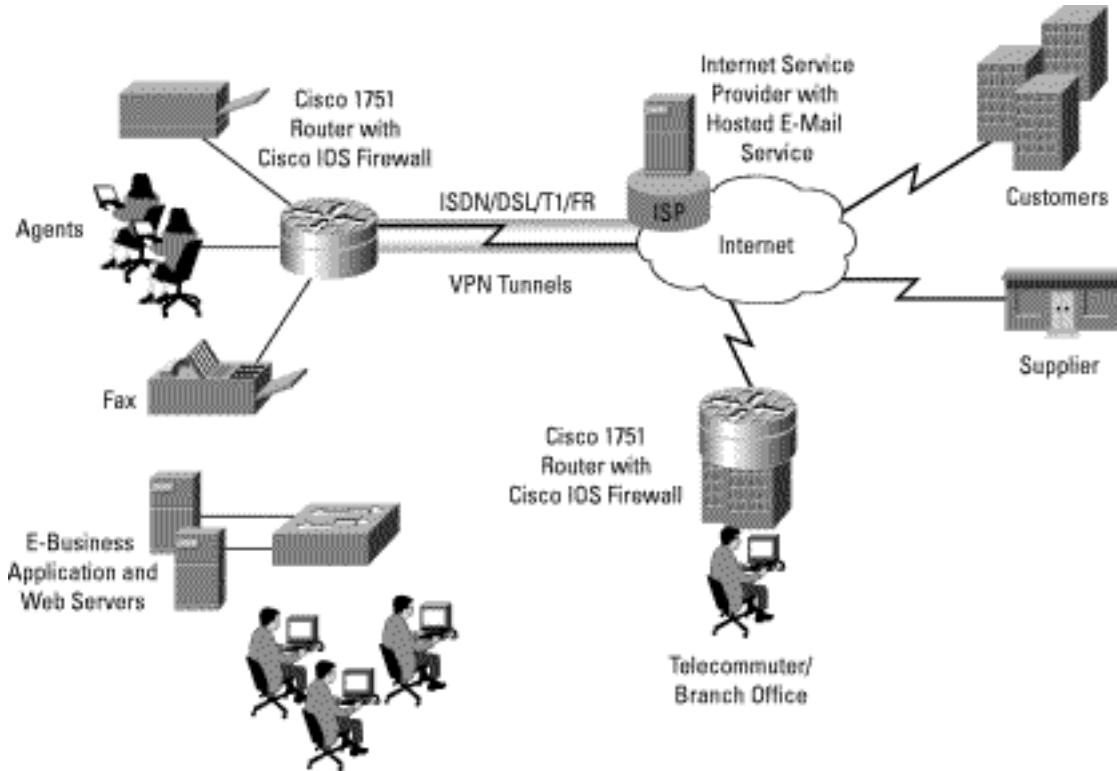 Cisco 1751
Router with
Cisco IOS Firewall
Internet Service
Provider with
Hosted E-Mail
Service
Customers
Agents
ISDN/DSL/T1/FR
ISP
Internet
VPN Tunnels
Supplier
Fax
Cisco 1751
Router with
Cisco IOS Firewall
E-Business
Application and
Web Servers
Telecommuter/
Branch Office